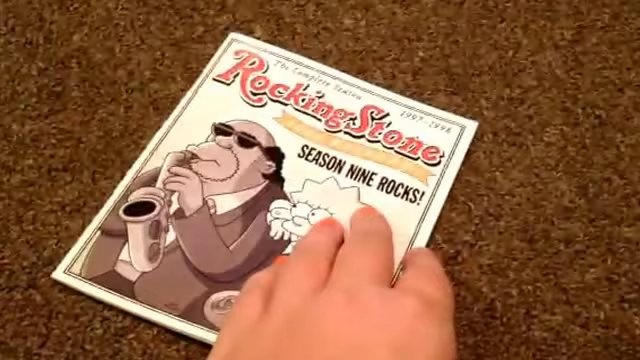 The Complete Season
1997-1998
Rocking Stone
SEASON NINE ROCKS!